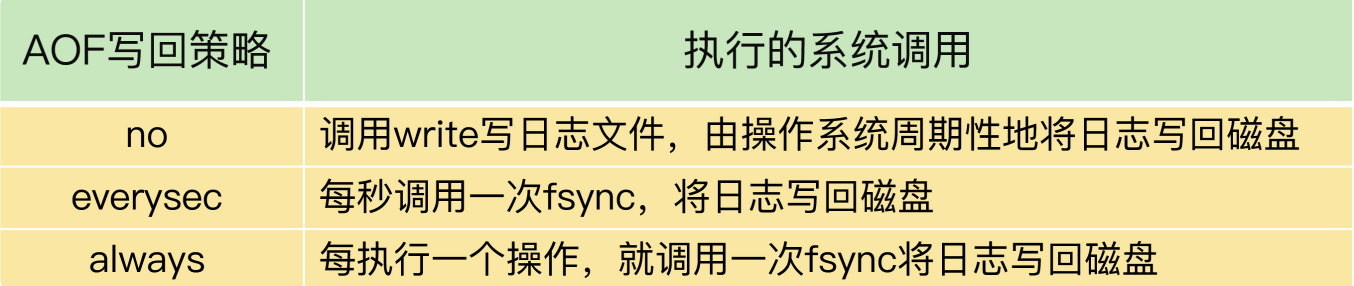 AOF写回策略 执行的系统调用
no 调用write写日志文件，由操作系统周期性地将日志写回磁盘
everysec 每秒调用一次fsync，将日志写回磁盘
always 每执行一个操作，就调用一次fsync将日志写回磁盘